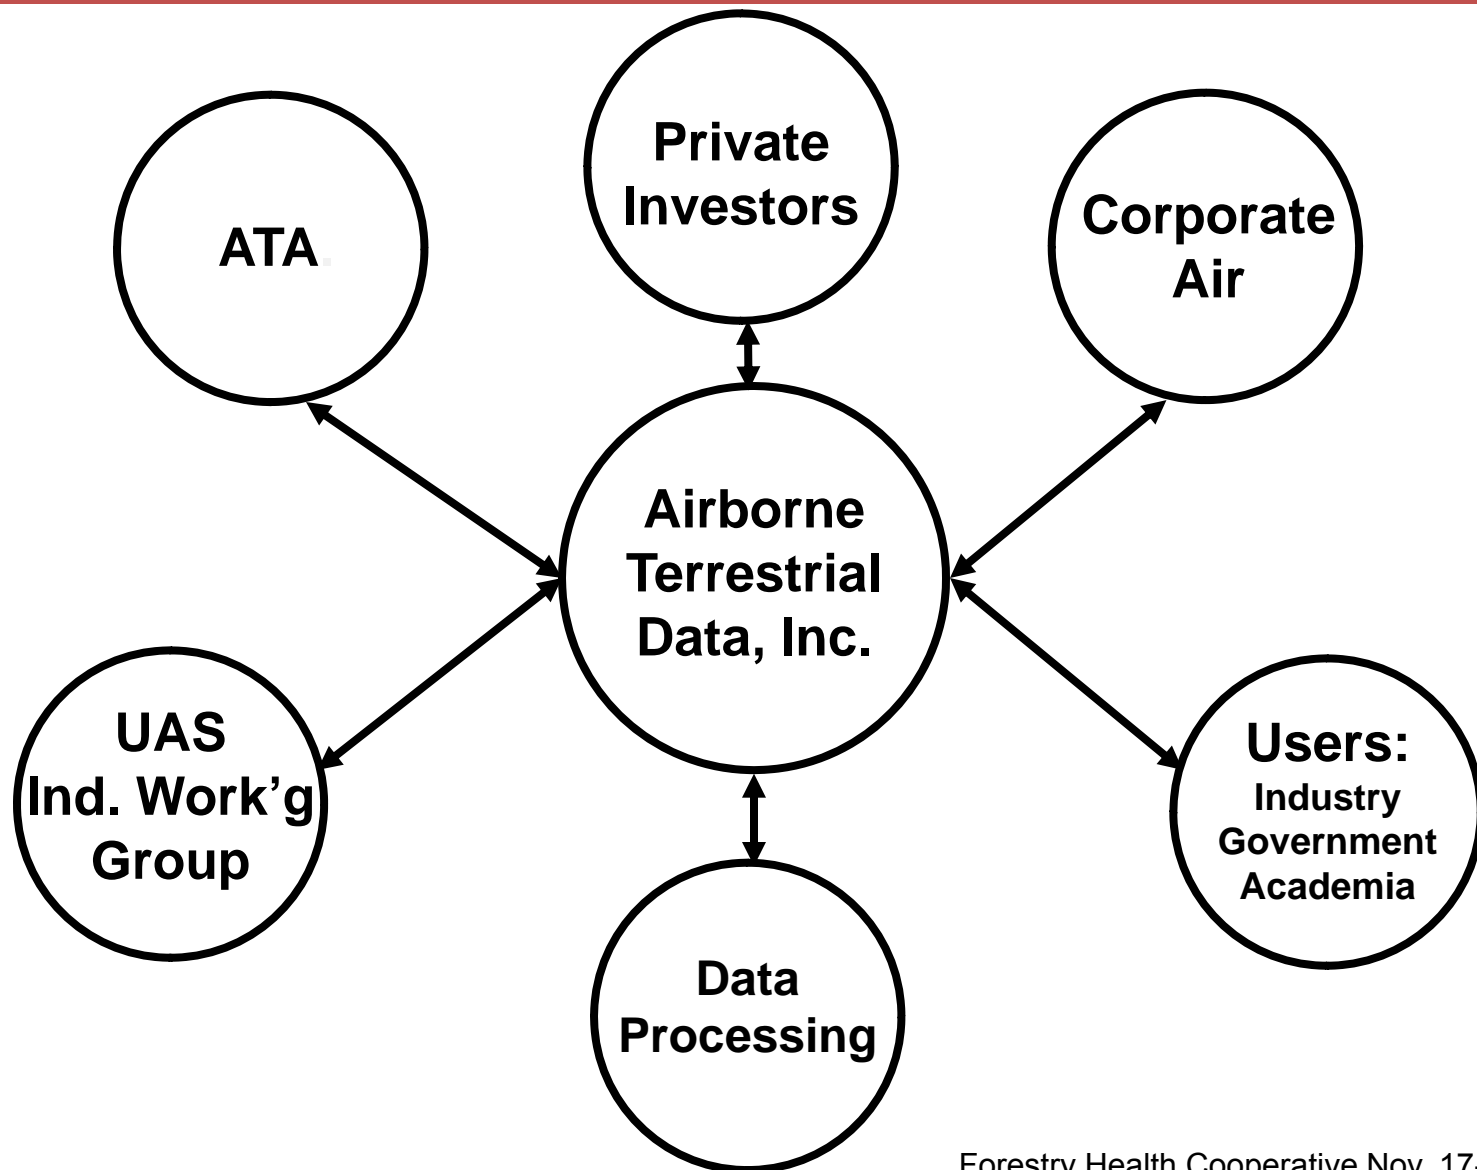 Private
Investors
ATA.
Corporate
Air
Airborne
Terrestrial
Data, Inc.
UAS
Ind. Work’g
Group
Users:
Industry
Government
Academia
Data
Processing
Forestry Health Cooperative Nov. 17-